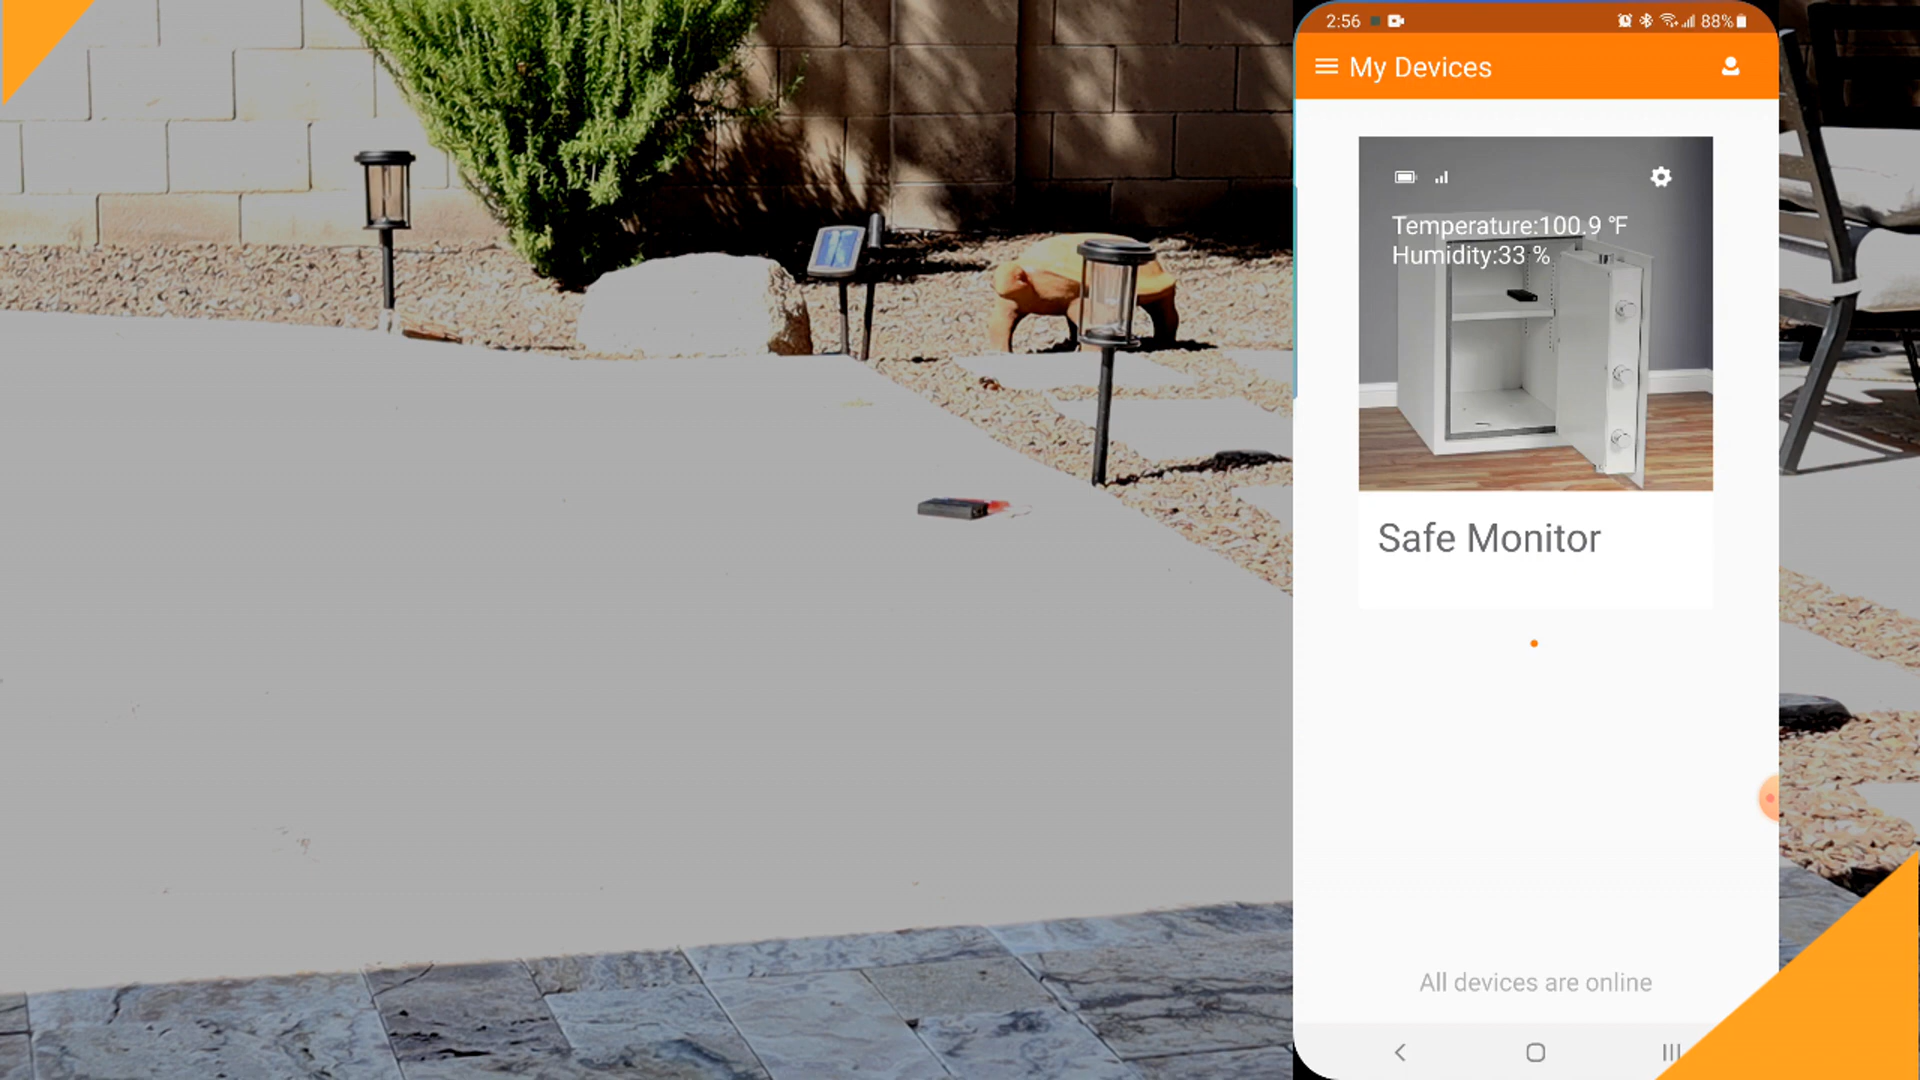 2:56
88%
My Devices
Temperature:100.9 °F
Humidity:33 %
Safe Monitor
All devices are online